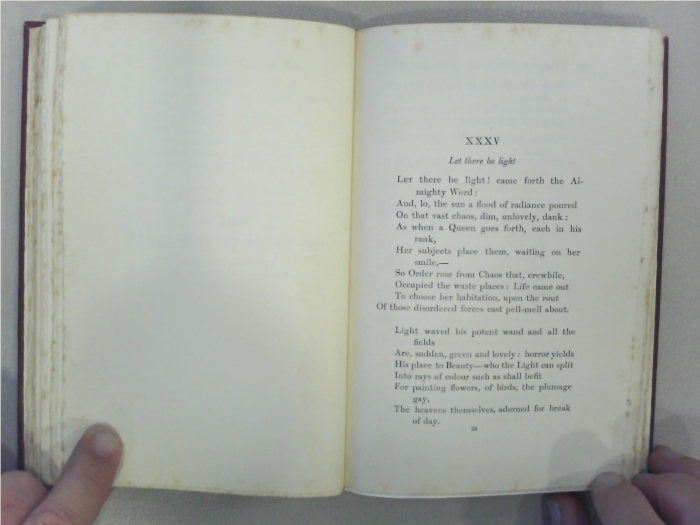 XXXV
Let there be light
LET there be light! came forth the Al-
mighty Word:
And, lo, the sun a flood of radiance poured
On that vast chaos, dim, unlovely, dank:
As when a Queen goes forth, each in his
rank,
Her subjects place them, waiting on her
smile,—
So Order rose from Chaos that, erewhile,
Occupied the waste places: Life came out
To choose her habitation, upon the rout
Of those disordered forces cast pell-mell about.
Light waved his potent wand and all the
fields
Are, sudden, green and lovely: horror yields
His place to Beauty—who the Light can split
Into rays of colour such as shall befit
For painting flowers, of birds, the plumage
gay,
The heavens themselves, adorned for break
of day.